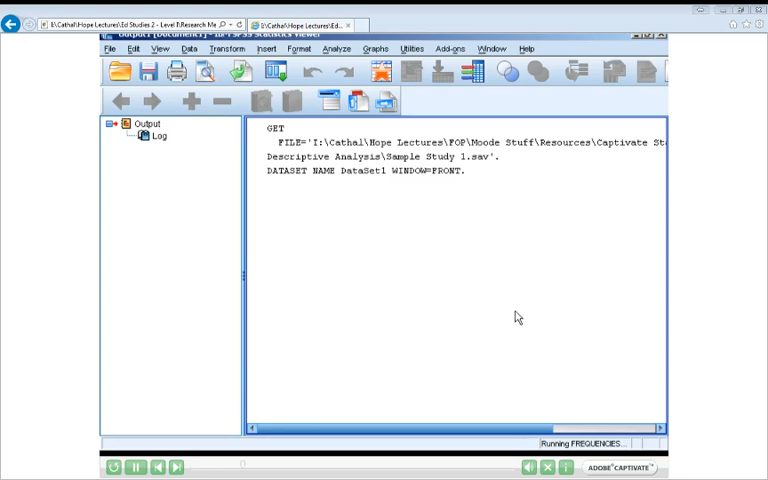 I:\Cathal\Hope Lectures\Ed Studies 2 - Level I\Research Me
I:\Cathal\Hope Lectures\Ed...
Output1 [Document1] - IBM SPSS Statistics Viewer
File Edit View Data Transform Insert Format Analyze Graphs Utilities Add-ons Window Help
Output
Log
GET
FILE='I:\Cathal\Hope Lectures\FOP\Moode Stuff\Resources\Captivate St
Descriptive Analysis\Sample Study 1.sav'.
DATASET NAME DataSet1 WINDOW=FRONT.
Running FREQUENCIES...
ADOBE® CAPTIVATE™